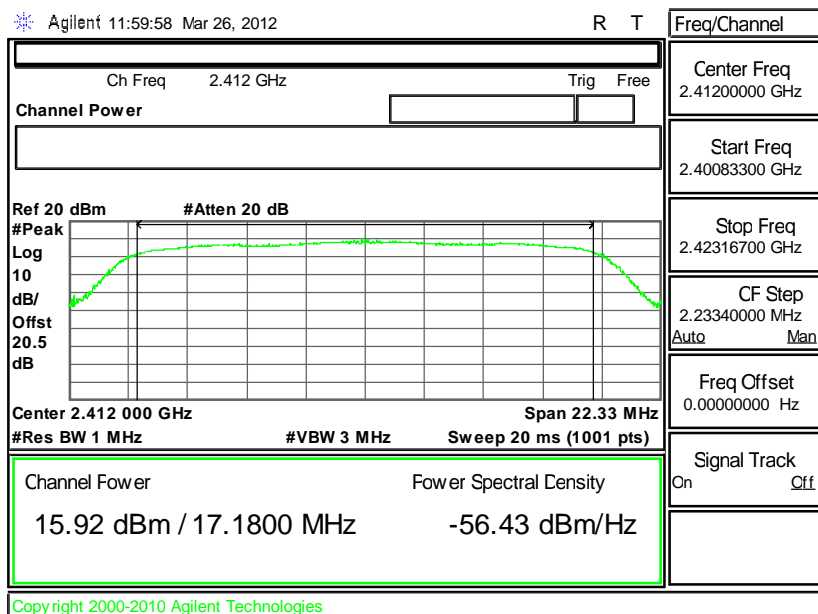 Agilent 11:59:58 Mar 26, 2012 R T
Ch Freq 2.412 GHz Trig Free
Channel Power
Ref 20 dBm #Atten 20 dB
#Peak
Log
10
dB/
Offst
20.5
dB
Center 2.412 000 GHz Span 22.33 MHz
#Res BW 1 MHz #VBW 3 MHz Sweep 20 ms (1001 pts)
Channel Power Power Spectral Density
15.92 dBm / 17.1800 MHz -56.43 dBm/Hz
Copyright 2000-2010 Agilent Technologies
Freq/Channel
Center Freq
2.41200000 GHz
Start Freq
2.40083300 GHz
Stop Freq
2.42316700 GHz
CF Step
2.23340000 MHz
Auto Man
Freq Offset
0.00000000 Hz
Signal Track
On Off